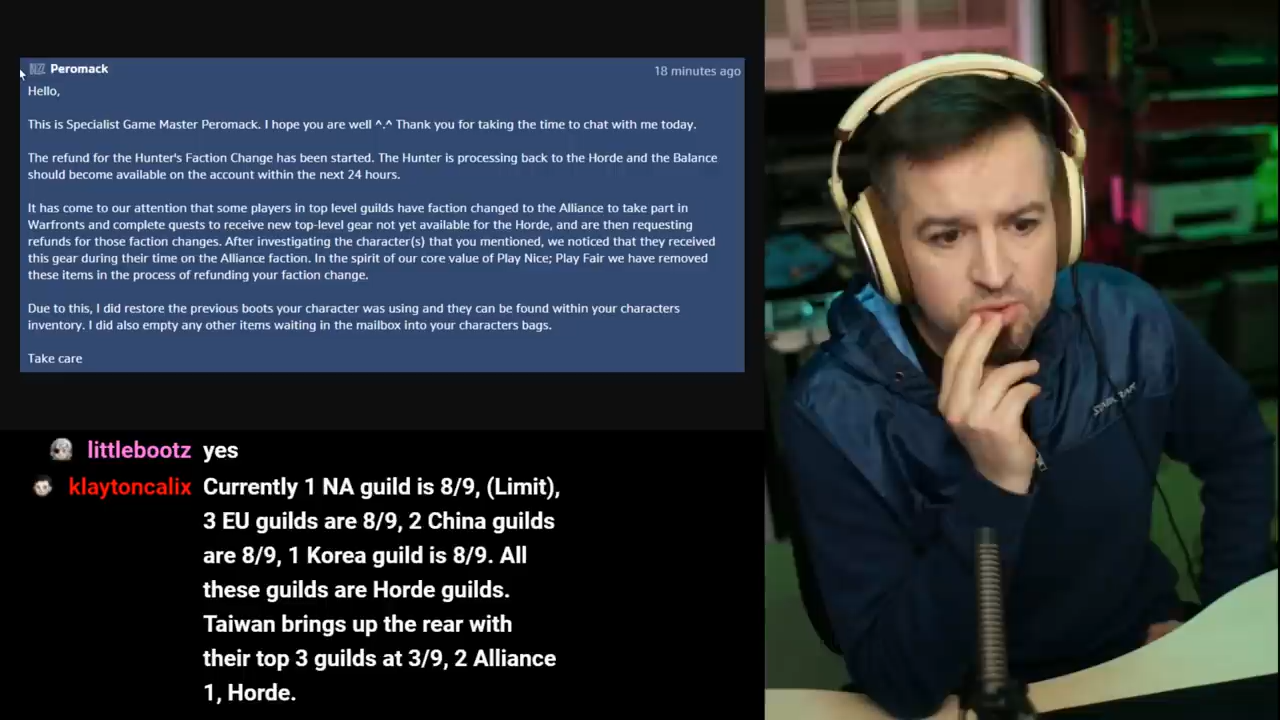 Peromack
18 minutes ago
Hello,
This is Specialist Game Master Peromack. I hope you are well ^.^ Thank you for taking the time to chat with me today.
The refund for the Hunter's Faction Change has been started. The Hunter is processing back to the Horde and the Balance
should become available on the account within the next 24 hours.
It has come to our attention that some players in top level guilds have faction changed to the Alliance to take part in
Warfronts and complete quests to receive new top-level gear not yet available for the Horde, and are then requesting
refunds for those faction changes. After investigating the character(s) that you mentioned, we noticed that they received
this gear during their time on the Alliance faction. In the spirit of our core value of Play Nice; Play Fair we have removed
these items in the process of refunding your faction change.
Due to this, I did restore the previous boots your character was using and they can be found within your characters
inventory. I did also empty any other items waiting in the mailbox into your characters bags.
Take care
littlebootz yes
klaytoncalix Currently 1 NA guild is 8/9, (Limit),
3 EU guilds are 8/9, 2 China guilds
are 8/9, 1 Korea guild is 8/9. All
these guilds are Horde guilds.
Taiwan brings up the rear with
their top 3 guilds at 3/9, 2 Alliance
1, Horde.